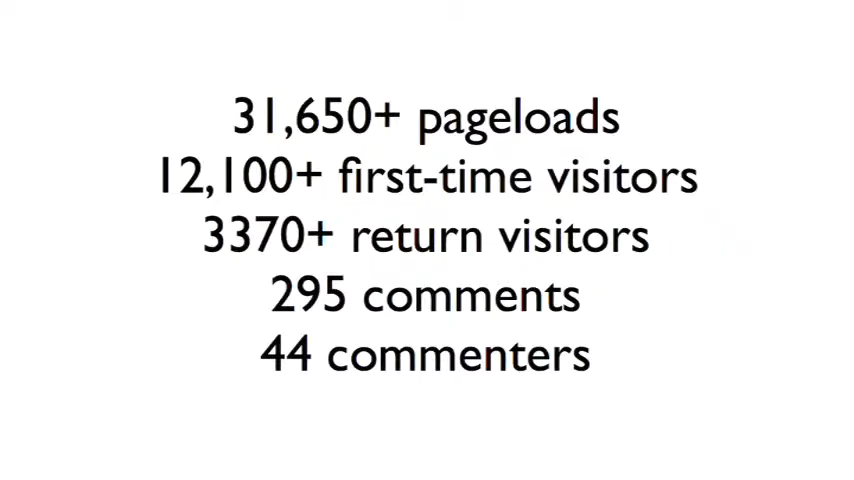 31,650+ pageloads
12,100+ first-time visitors
3370+ return visitors
295 comments
44 commenters